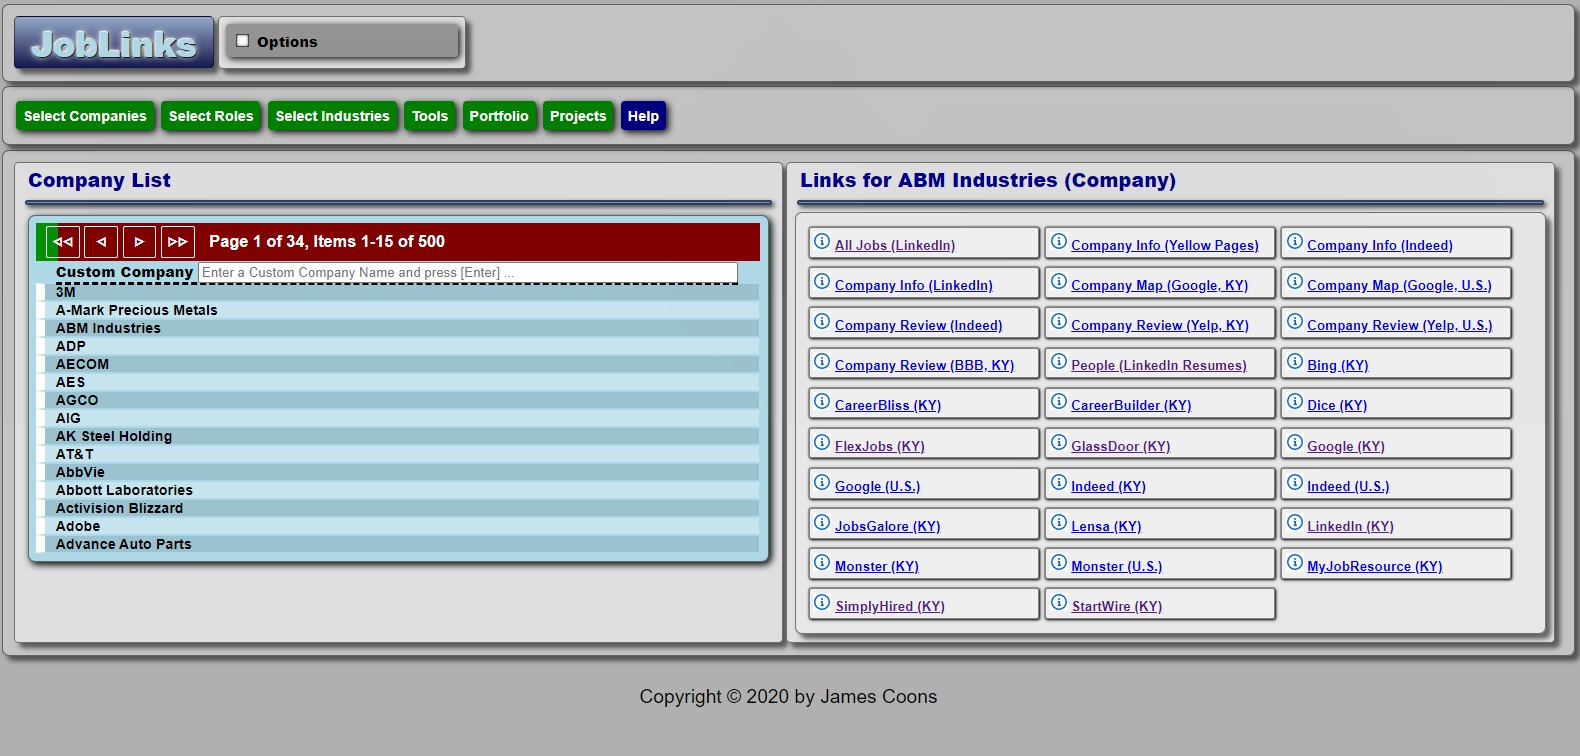 JobLinks
Options
Select Companies Select Roles Select Industries Tools Portfolio Projects Help
Company List
Page 1 of 34, Items 1-15 of 500
Custom Company Enter a Custom Company Name and press [Enter] ...
3M
A-Mark Precious Metals
ABM Industries
ADP
AECOM
AES
AGCO
AIG
AK Steel Holding
AT&T
AbbVie
Abbott Laboratories
Activision Blizzard
Adobe
Advance Auto Parts
Links for ABM Industries (Company)
All Jobs (LinkedIn) Company Info (Yellow Pages) Company Info (Indeed)
Company Info (LinkedIn) Company Map (Google, KY) Company Map (Google, U.S.)
Company Review (Indeed) Company Review (Yelp, KY) Company Review (Yelp, U.S.)
Company Review (BBB, KY) People (LinkedIn Resumes) Bing (KY)
CareerBliss (KY) CareerBuilder (KY) Dice (KY)
FlexJobs (KY) GlassDoor (KY) Google (KY)
Google (U.S.) Indeed (KY) Indeed (U.S.)
JobsGalore (KY) Lensa (KY) LinkedIn (KY)
Monster (KY) Monster (U.S.) MyJobResource (KY)
SimplyHired (KY) StartWire (KY)
Copyright © 2020 by James Coons